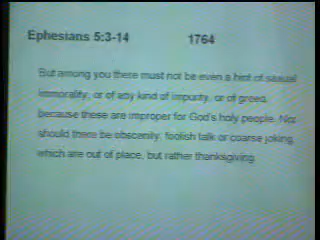 Ephesians 5:3-14 1764
But among you there must not be even a hint of sexual
immorality, or of any kind of impurity, or of greed,
because these are improper for God's holy people. Nor
should there be obscenity, foolish talk or coarse joking,
which are out of place, but rather thanksgiving.